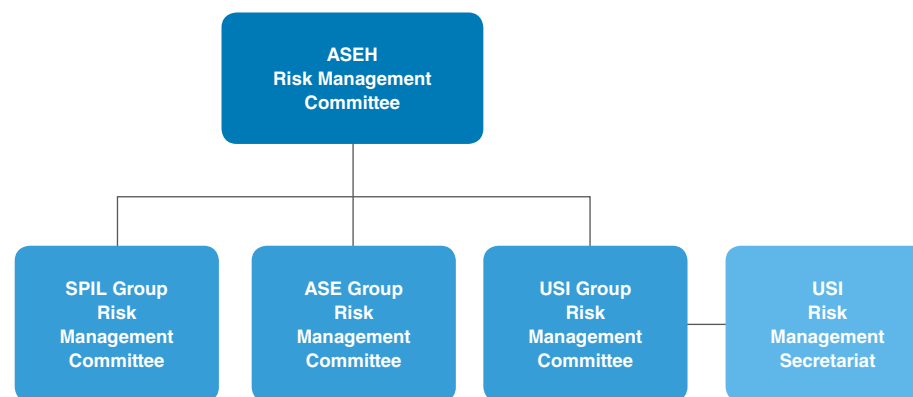 ASEH
Risk Management
Committee
SPIL Group
Risk
Management
Committee
ASE Group
Risk
Management
Committee
USI Group
Risk
Management
Committee
USI
Risk
Management
Secretariat